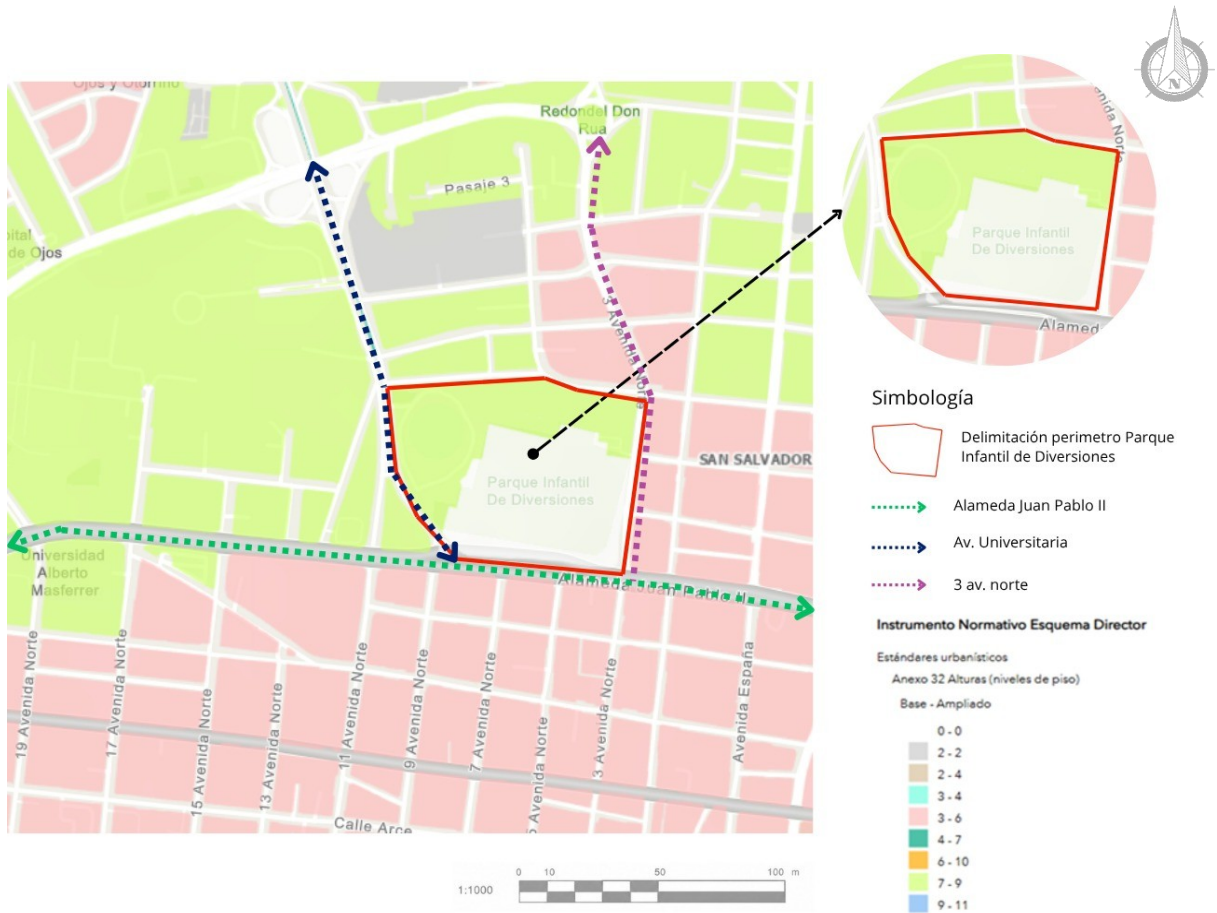 Ojos y Otorrino
Redondel Don
Rua
Pasaje 3
pital
de Ojos
3 Avenida Norte
SAN SALVADOR
Parque Infantil
De Diversiones
Universidad
Alberto
Masferrer
Alameda Juan Pablo II
19 Avenida Norte
17 Avenida Norte
15 Avenida Norte
13 Avenida Norte
11 Avenida Norte
9 Avenida Norte
7 Avenida Norte
5 Avenida Norte
3 Avenida Norte
Avenida España
Calle Arce
1:1000
0 10 50 100 m
N
enida Norte
Parque Infantil
De Diversiones
Alamed
Simbología
Delimitación perimetro Parque
Infantil de Diversiones
Alameda Juan Pablo II
Av. Universitaria
3 av. norte
Instrumento Normativo Esquema Director
Estándares urbanísticos
Anexo 32 Alturas (niveles de piso)
Base - Ampliado
0 - 0
2 - 2
2 - 4
3 - 4
3 - 6
4 - 7
6 - 10
7 - 9
9 - 11